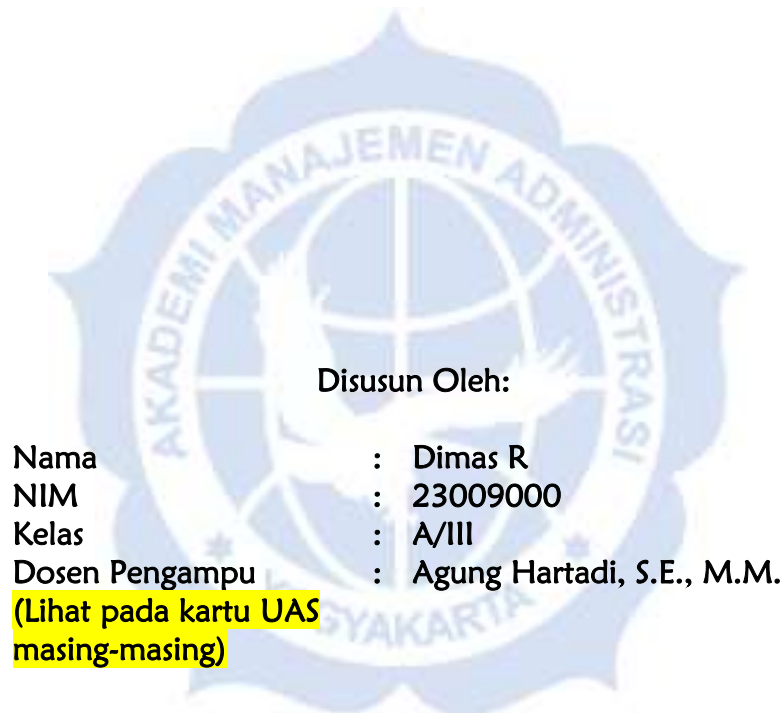 AKADEMI MANAJEMEN ADMINISTRASI
Disusun Oleh:
Nama : Dimas R
NIM : 23009000
Kelas : A/III
Dosen Pengampu : Agung Hartadi, S.E., M.M.
(Lihat pada kartu UAS
masing-masing)